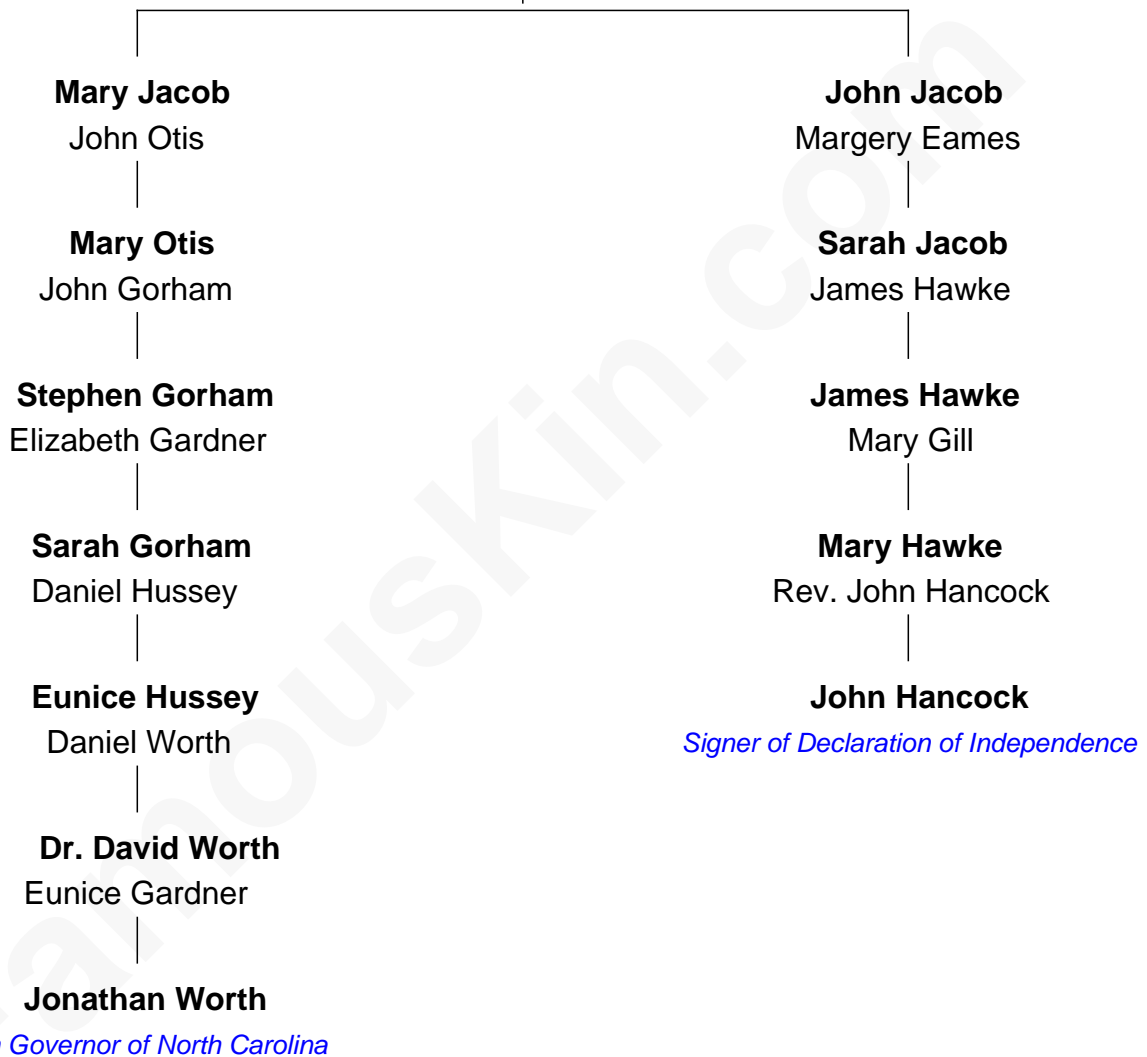 Mary Jacob
John Otis
Mary Otis
John Gorham
Stephen Gorham
Elizabeth Gardner
Sarah Gorham
Daniel Hussey
Eunice Hussey
Daniel Worth
Dr. David Worth
Eunice Gardner
Jonathan Worth
Governor of North Carolina
John Jacob
Margery Eames
Sarah Jacob
James Hawke
James Hawke
Mary Gill
Mary Hawke
Rev. John Hancock
John Hancock
Signer of Declaration of Independence
FamousKin.com